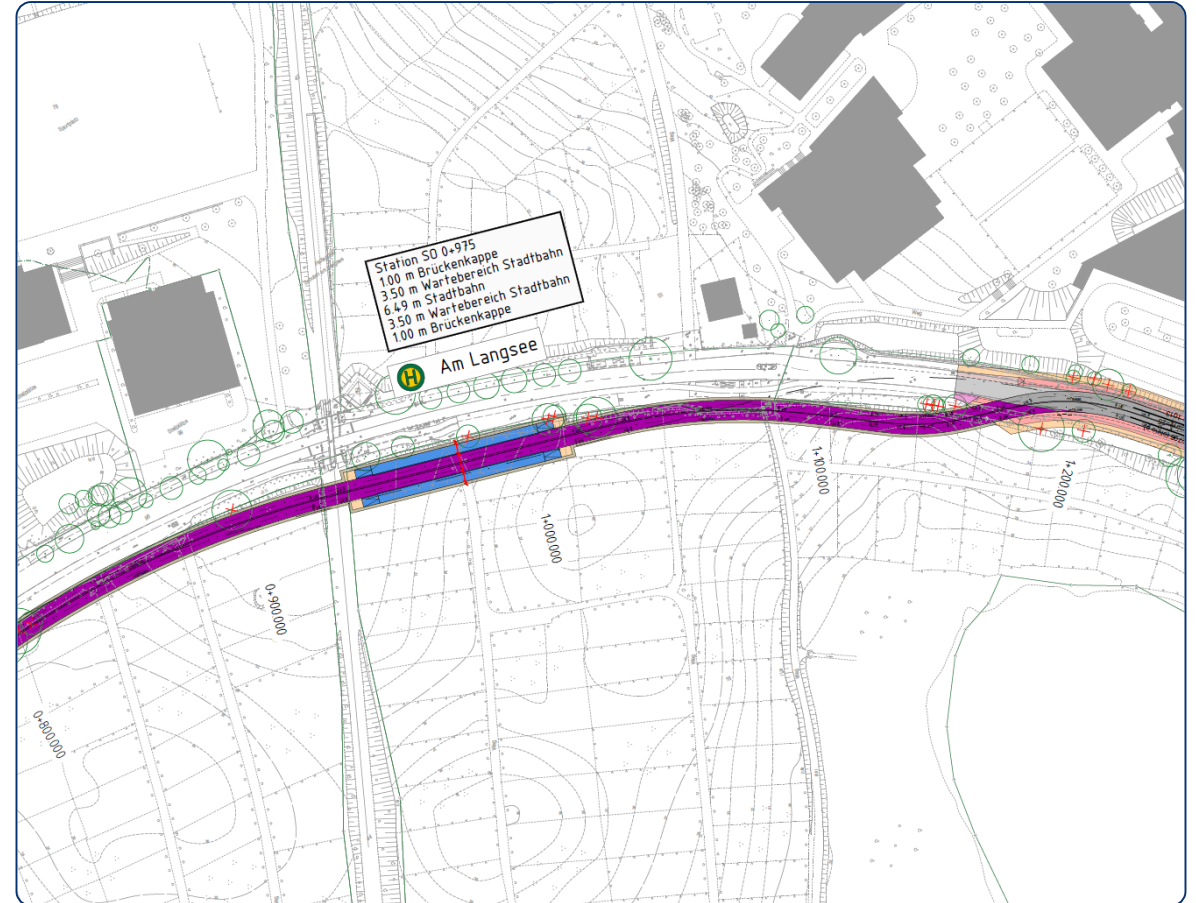 Station SO 0+975
1.00 m Brückenkappe
3.50 m Wartebereich Stadtbahn
6.49 m Stadtbahn
3.50 m Wartebereich Stadtbahn
1.00 m Brückenkappe
H
Am Langsee
0+800.000
0+900.000
1+000.000
1+100.000
1+200.000